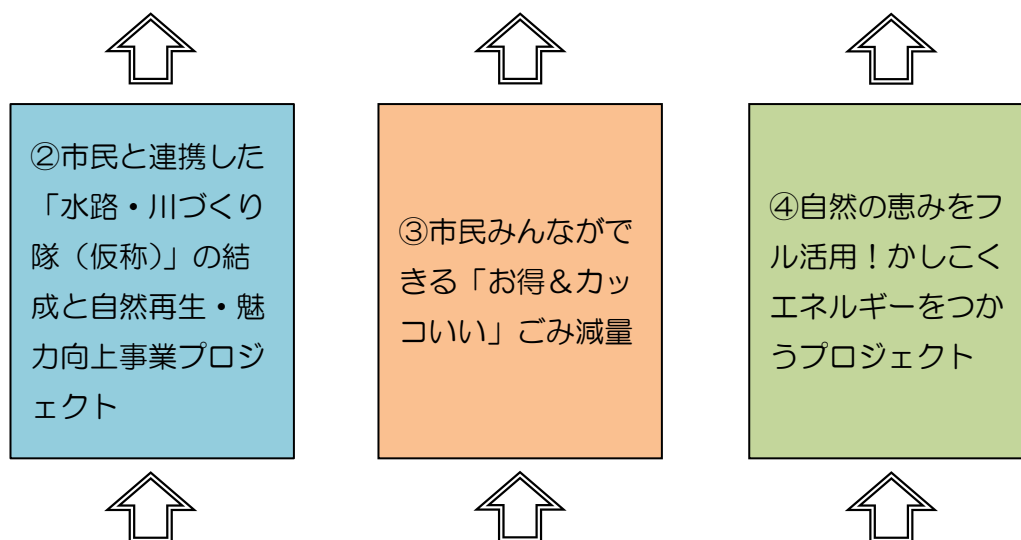 ②市民と連携した
「水路・川づくり
隊（仮称）」の結
成と自然再生・魅
力向上事業プロジ
ェクト
③市民みんながで
きる「お得＆カッ
コいい」ごみ減量
④自然の恵みをフ
ル活用！かしこく
エネルギーをつか
うプロジェクト